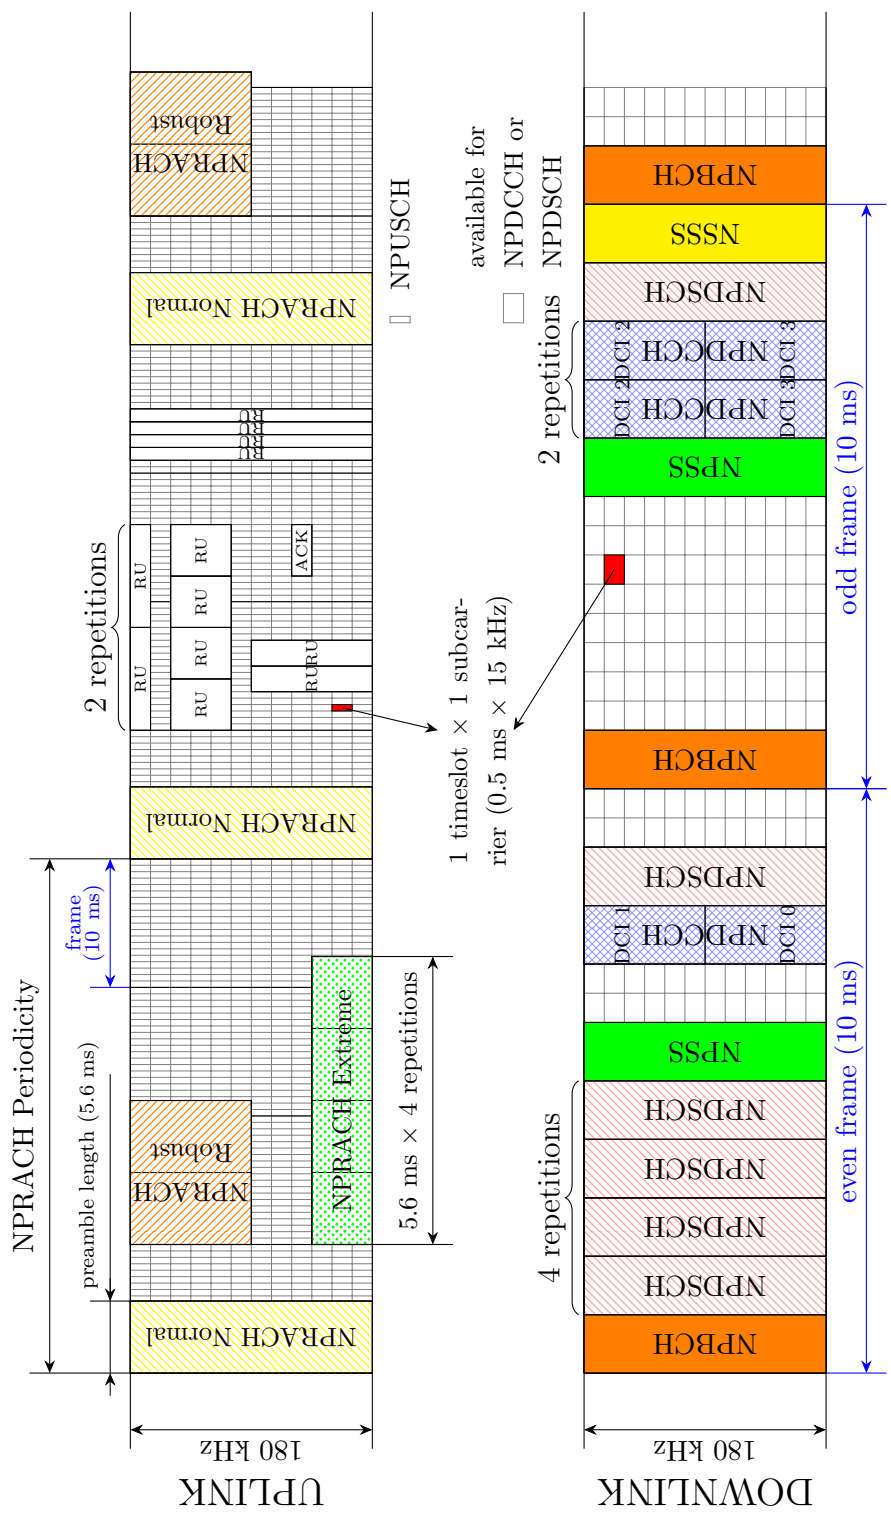 NPRACH Periodicity
preamble length (5.6 ms)
frame
(10 ms)
2 repetitions
UPLINK
180 kHz
NPRACH Normal
NPRACH
Robust
NPRACH Extreme
5.6 ms × 4 repetitions
NPRACH Normal
RU
RU
RU
RU
RU
RU
RU
RU
ACK
RU
RU
RU
RU
NPRACH Normal
NPRACH
Robust
NPUSCH
available for
NPDCCH or
NPDSCH
1 timeslot × 1 subcar-
rier (0.5 ms × 15 kHz)
4 repetitions
2 repetitions
DOWNLINK
180 kHz
NPBCH
NPDSCH
NPDSCH
NPDSCH
NPDSCH
NPSS
DCI 1
NPDCCH
DCI 0
NPDSCH
NPBCH
NPSS
DCI 2
NPDCCH
DCI 3
DCI 2
NPDCCH
DCI 3
NPDSCH
NSSS
NPBCH
even frame (10 ms)
odd frame (10 ms)